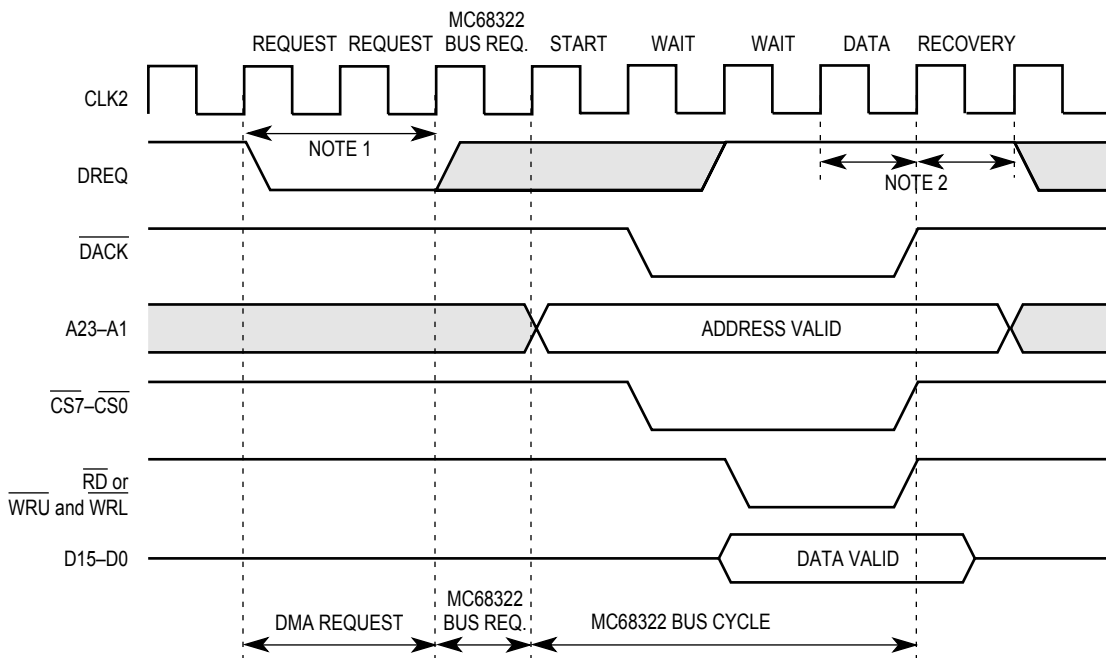 MC68322
REQUEST REQUEST BUS REQ. START WAIT WAIT DATA RECOVERY
CLK2
NOTE 1
DREQ
NOTE 2
DACK
A23–A1
ADDRESS VALID
CS7–CS0
RD or
WRU and WRL
D15–D0
DATA VALID
DMA REQUEST
MC68322
BUS REQ.
MC68322 BUS CYCLE